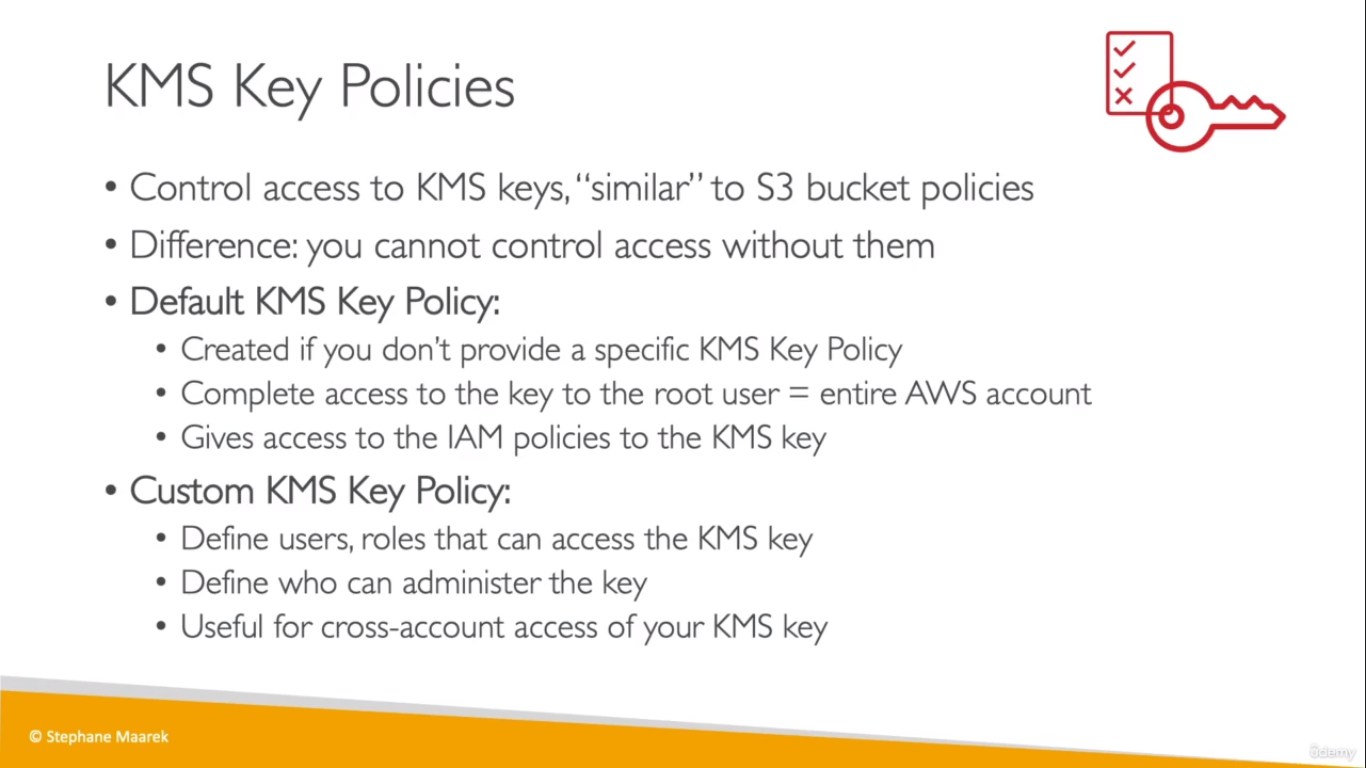 KMS Key Policies
• Control access to KMS keys, “similar” to S3 bucket policies
• Difference: you cannot control access without them
• Default KMS Key Policy:
• Created if you don’t provide a specific KMS Key Policy
• Complete access to the key to the root user = entire AWS account
• Gives access to the IAM policies to the KMS key
• Custom KMS Key Policy:
• Define users, roles that can access the KMS key
• Define who can administer the key
• Useful for cross-account access of your KMS key
© Stephane Maarek
ûdemy